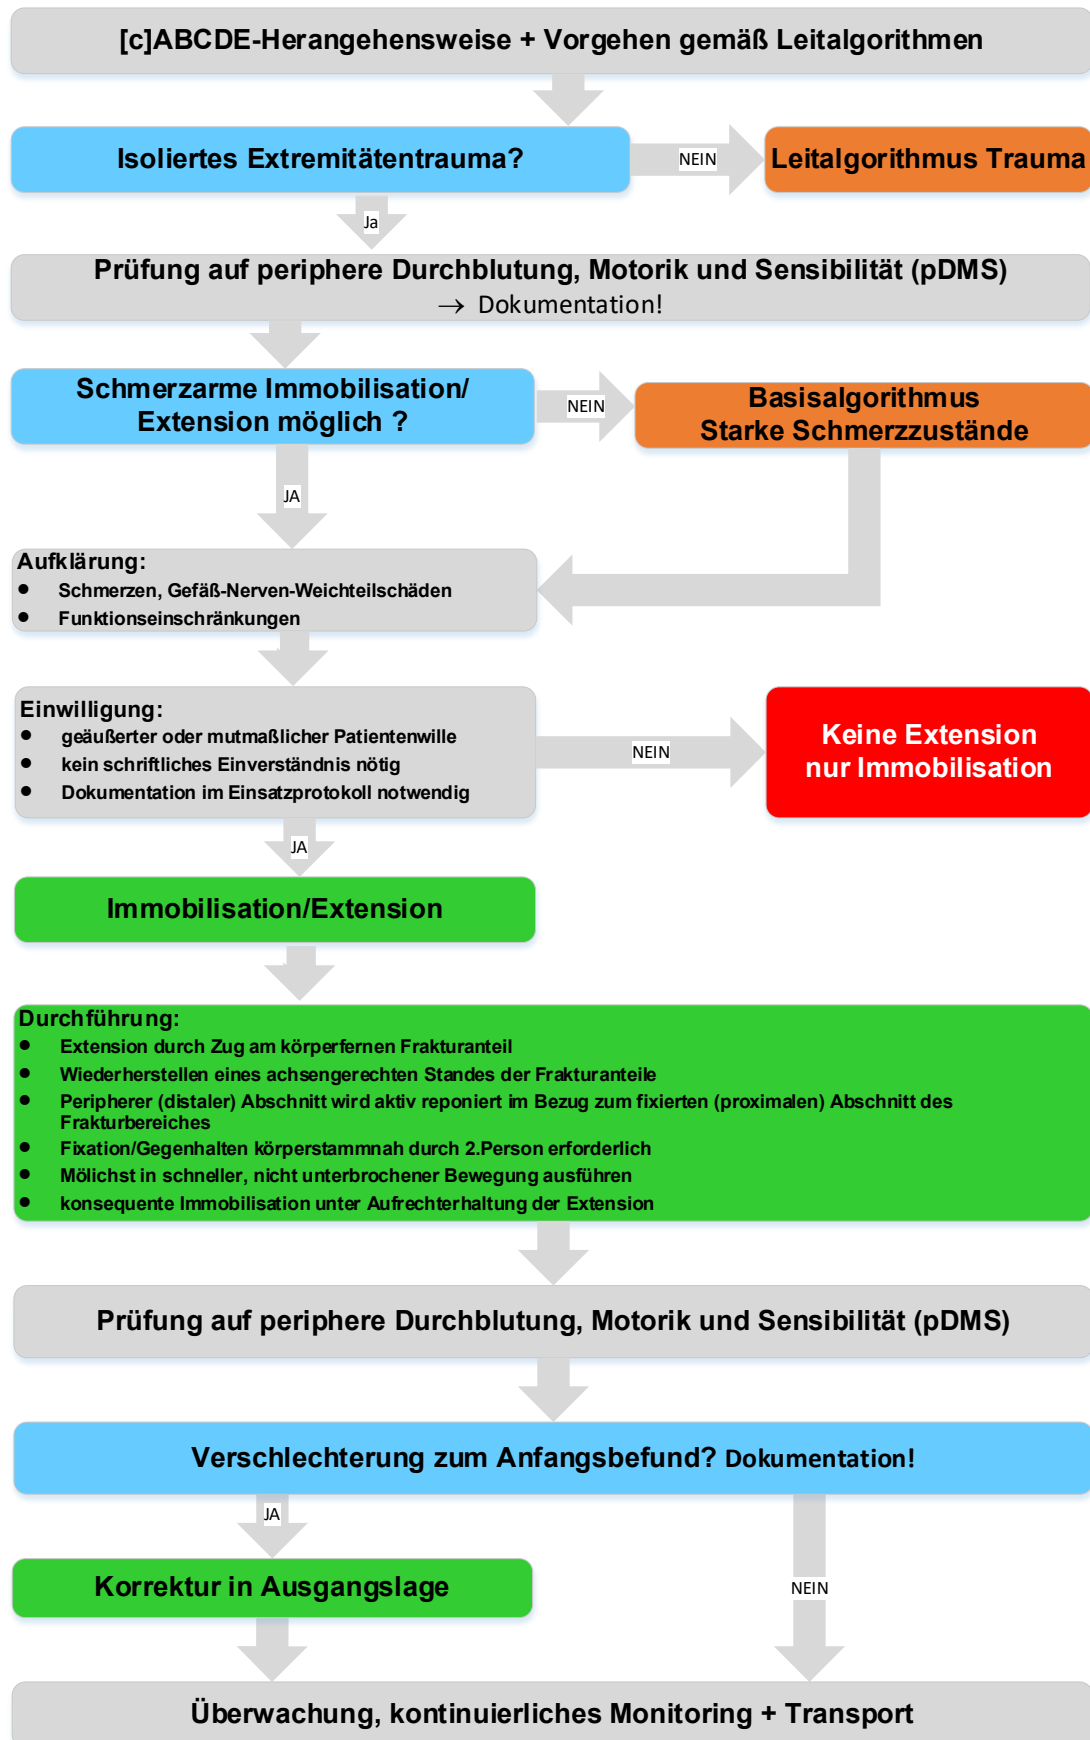 [c]ABCDE-Herangehensweise + Vorgehen gemäß Leitalgorithmen
Isoliertes Extremitätentrauma?
NEIN
Leitalgorithmus Trauma
Ja
Prüfung auf periphere Durchblutung, Motorik und Sensibilität (pDMS)
→ Dokumentation!
Schmerzarme Immobilisation/
Extension möglich ?
NEIN
Basisalgorithmus
Starke Schmerzzustände
JA
Aufklärung:
• Schmerzen, Gefäß-Nerven-Weichteilschäden
• Funktionseinschränkungen
Einwilligung:
• geäußerter oder mutmaßlicher Patientenwille
• kein schriftliches Einverständnis nötig
• Dokumentation im Einsatzprotokoll notwendig
NEIN
Keine Extension
nur Immobilisation
JA
Immobilisation/Extension
Durchführung:
• Extension durch Zug am körperfernen Frakturanteil
• Wiederherstellen eines achsengerechten Standes der Frakturanteile
• Peripherer (distaler) Abschnitt wird aktiv reponiert im Bezug zum fixierten (proximalen) Abschnitt des
Frakturbereiches
• Fixation/Gegenhalten körperstammnah durch 2.Person erforderlich
• Mölichst in schneller, nicht unterbrochener Bewegung ausführen
• konsequente Immobilisation unter Aufrechterhaltung der Extension
Prüfung auf periphere Durchblutung, Motorik und Sensibilität (pDMS)
Verschlechterung zum Anfangsbefund? Dokumentation!
JA
Korrektur in Ausgangslage
NEIN
Überwachung, kontinuierliches Monitoring + Transport